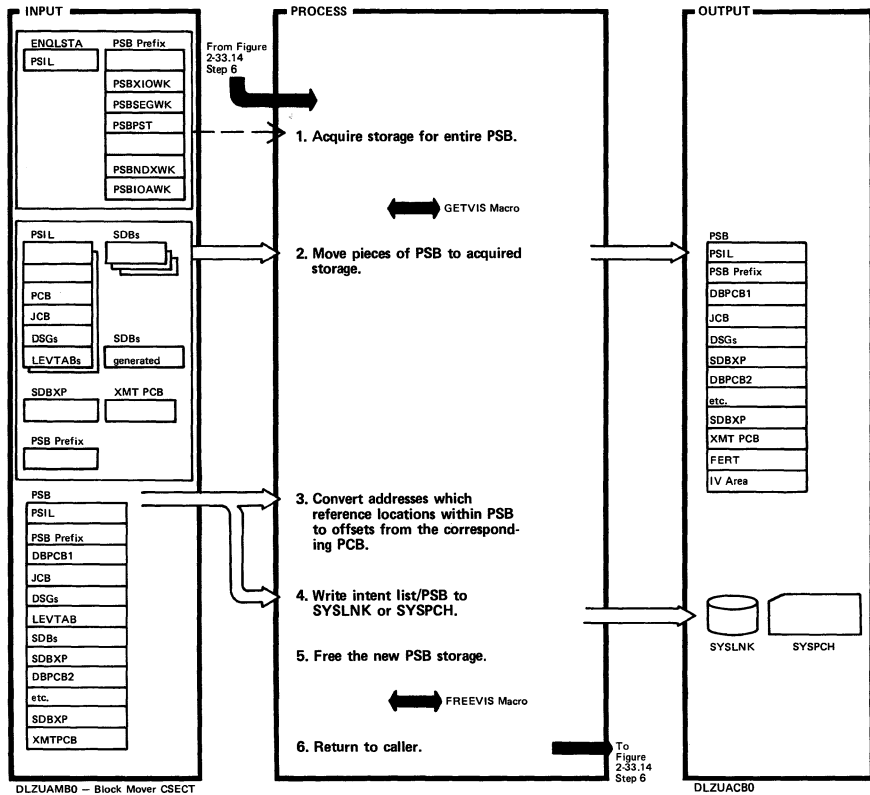 INPUT
ENQLSTA
PSIL
PSB Prefix
PSBXIOWK
PSBSEGWK
PSBPST
PSBNDXWK
PSBIOAWK
PSIL
PCB
JCB
DSGs
LEVTABs
SDBs
SDBs
generated
SDBXP
XMT PCB
PSB Prefix
PSB
PSIL
PSB Prefix
DBPCB1
JCB
DSGs
LEVTAB
SDBs
SDBXP
DBPCB2
etc.
SDBXP
XMTPCB
DLZUAMB0 – Block Mover CSECT
PROCESS
From Figure
2-33.14
Step 6
1. Acquire storage for entire PSB.
GETVIS Macro
2. Move pieces of PSB to acquired
storage.
3. Convert addresses which
reference locations within PSB
to offsets from the correspond-
ing PCB.
4. Write intent list/PSB to
SYSLNK or SYSPCH.
5. Free the new PSB storage.
FREEVIS Macro
6. Return to caller.
To
Figure
2-33.14
Step 6
OUTPUT
PSB
PSIL
PSB Prefix
DBPCB1
JCB
DSGs
SDBXP
DBPCB2
etc.
SDBXP
XMT PCB
FERT
IV Area
SYSLNK
SYSPCH
DLZUACB0